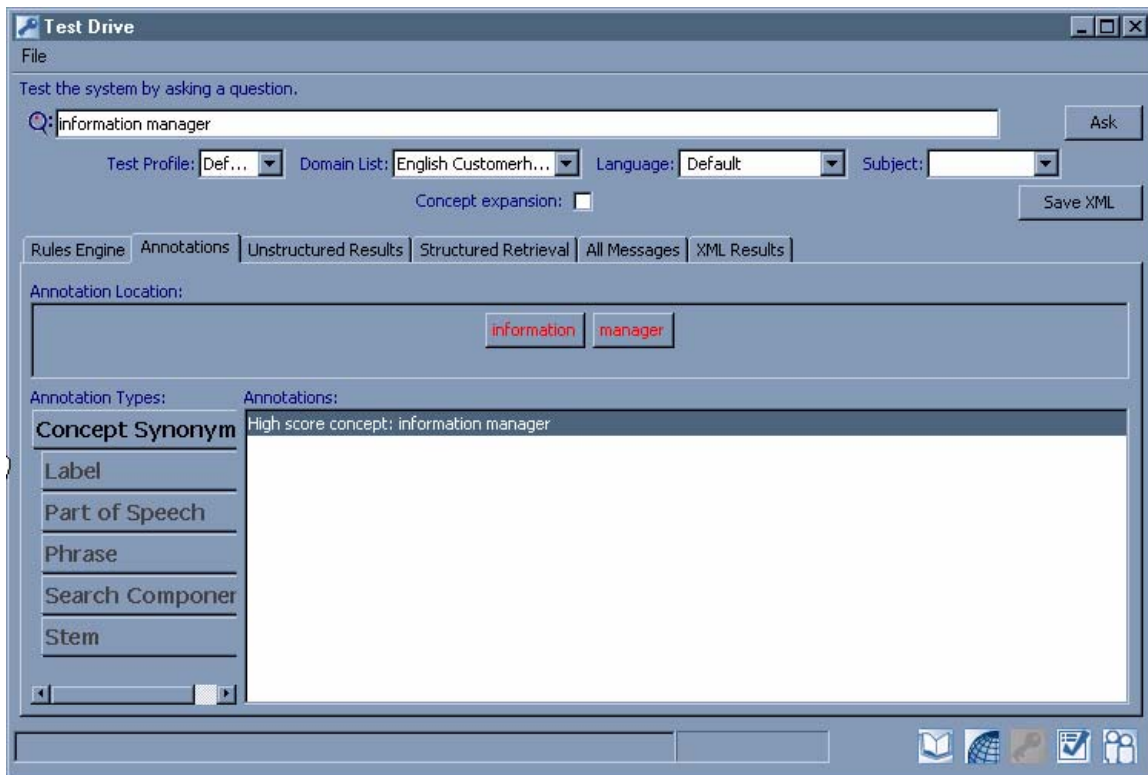 Test Drive
File
Test the system by asking a question.
Q: information manager Ask
Test Profile: Def... Domain List: English Customerh... Language: Default Subject:
Concept expansion: Save XML
Rules Engine Annotations Unstructured Results Structured Retrieval All Messages XML Results
Annotation Location:
information manager
Annotation Types: Annotations:
Concept Synonym High score concept: information manager
Label
Part of Speech
Phrase
Search Componer
Stem